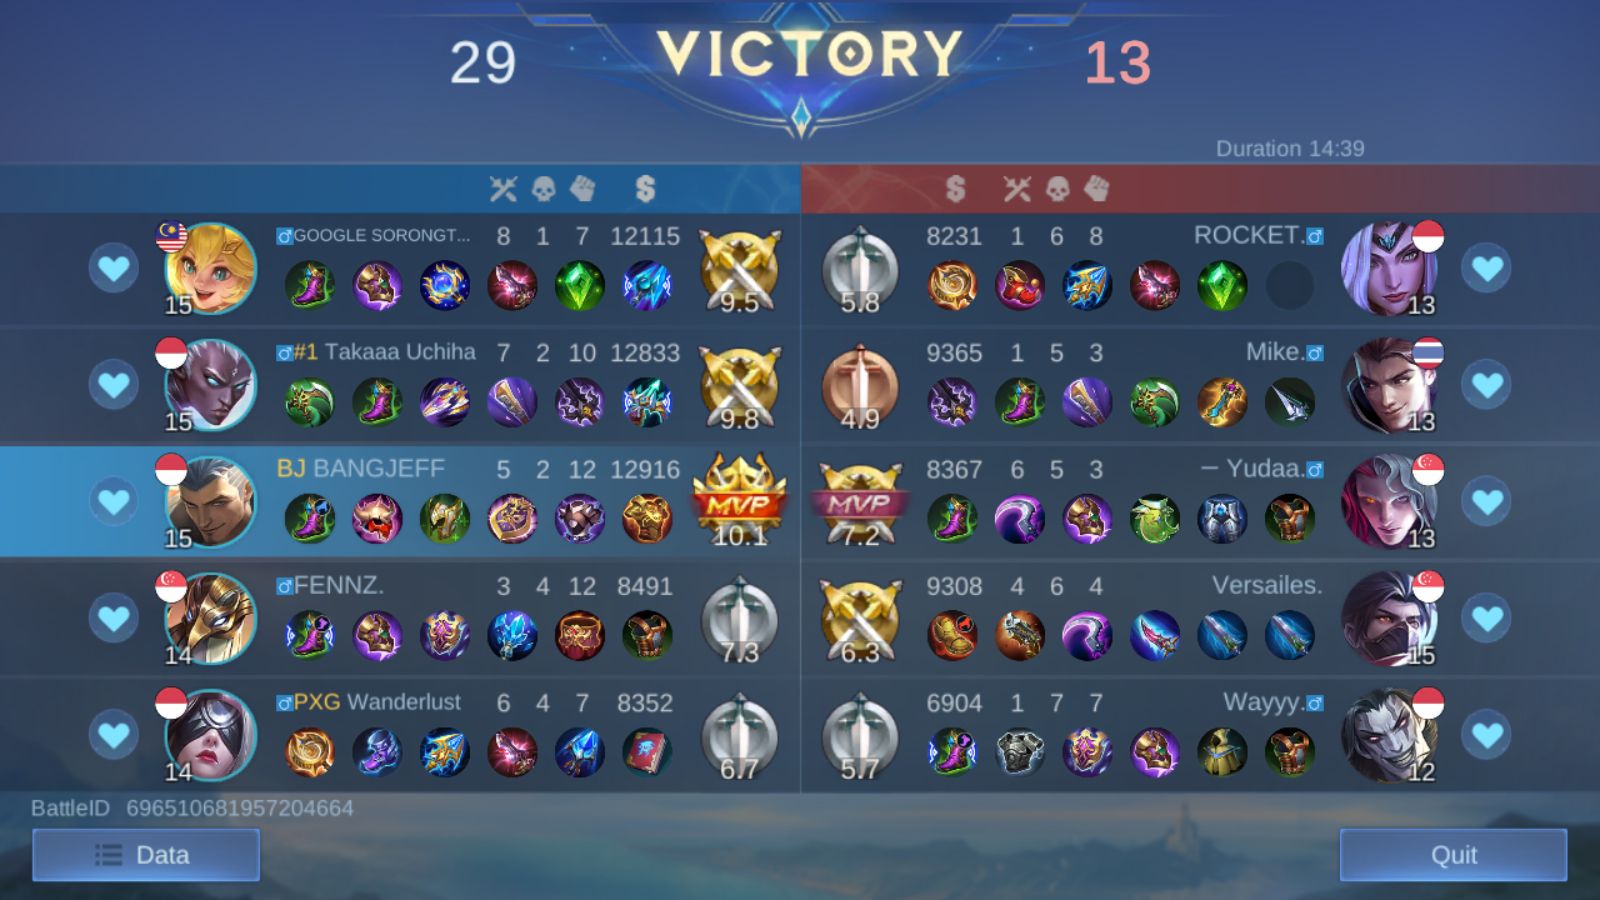 29 VICTORY 13
Duration 14:39
♂GOOGLE SORONGT... 8 1 7 12115
15 9.5
8231 1 6 8 ROCKET.♂
5.8 13
♂#1 Takaaa Uchiha 7 2 10 12833
15 9.8
9365 1 5 3 Mike.♂
4.9 13
BJ BANGJEFF 5 2 12 12916
15 MVP 10.1
8367 6 5 3 — Yudaa.♂
MVP 7.2 13
♂FENNZ. 3 4 12 8491
14 7.3
9308 4 6 4 Versailes.
6.3 15
♂PXG Wanderlust 6 4 7 8352
14 6.7
6904 1 7 7 Wayyy.♂
5.7 12
BattleID 696510681957204664
Data
Quit